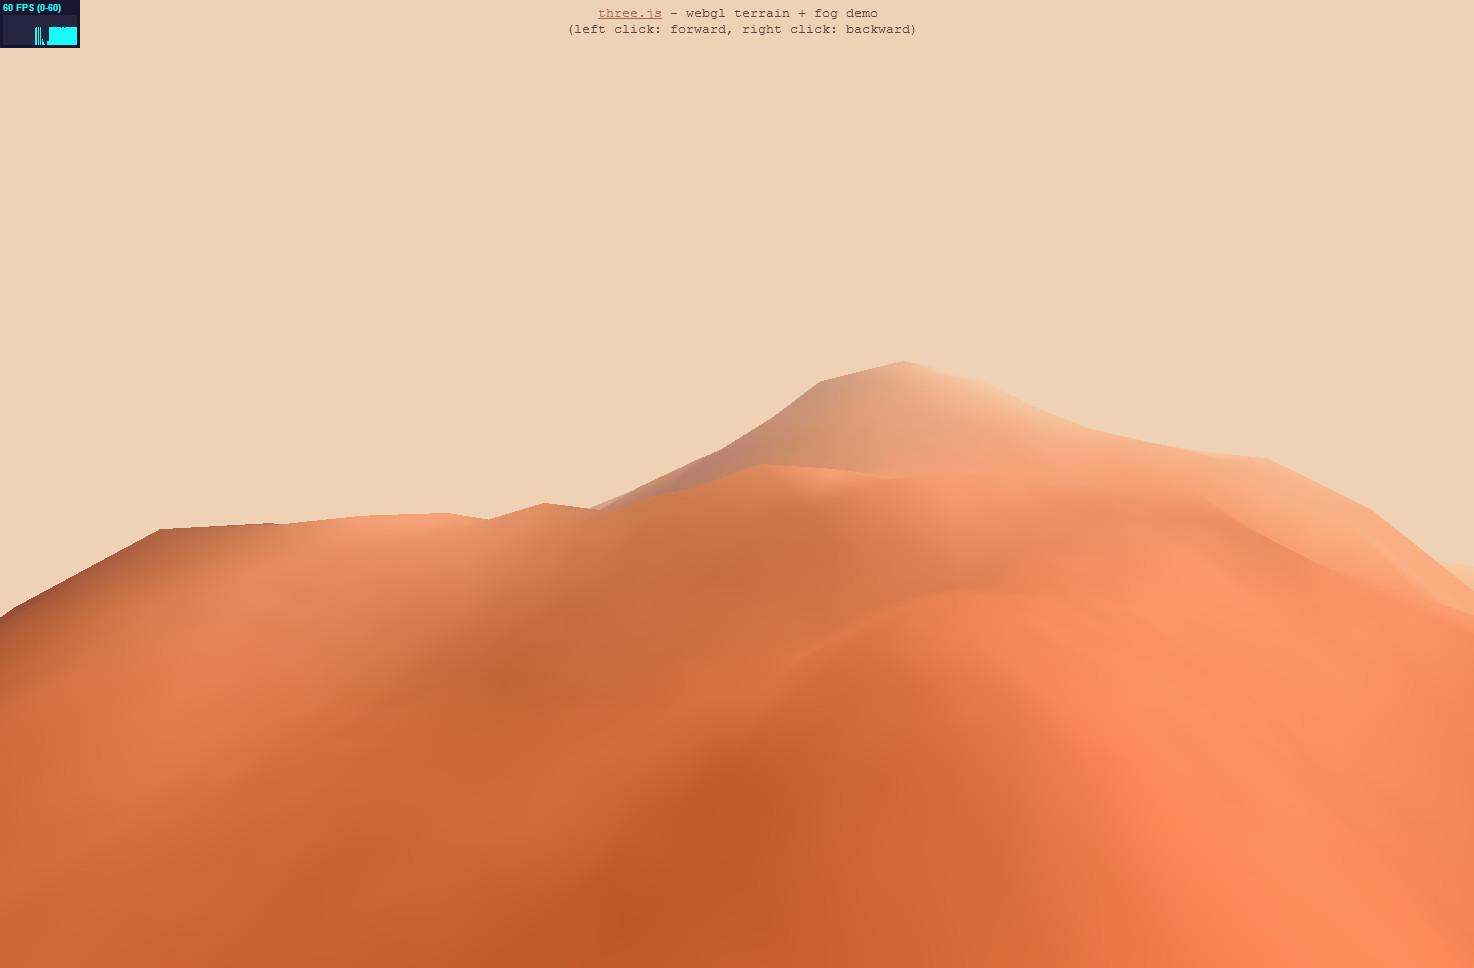 60 FPS (0-60)
three.js - webgl terrain + fog demo
(left click: forward, right click: backward)